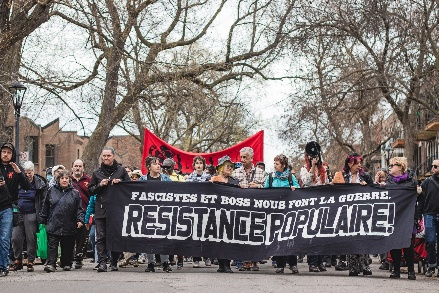 FASCISTES ET BOSS NOUS FONT LA GUERRE,
RESISTANCE POPULAIRE!